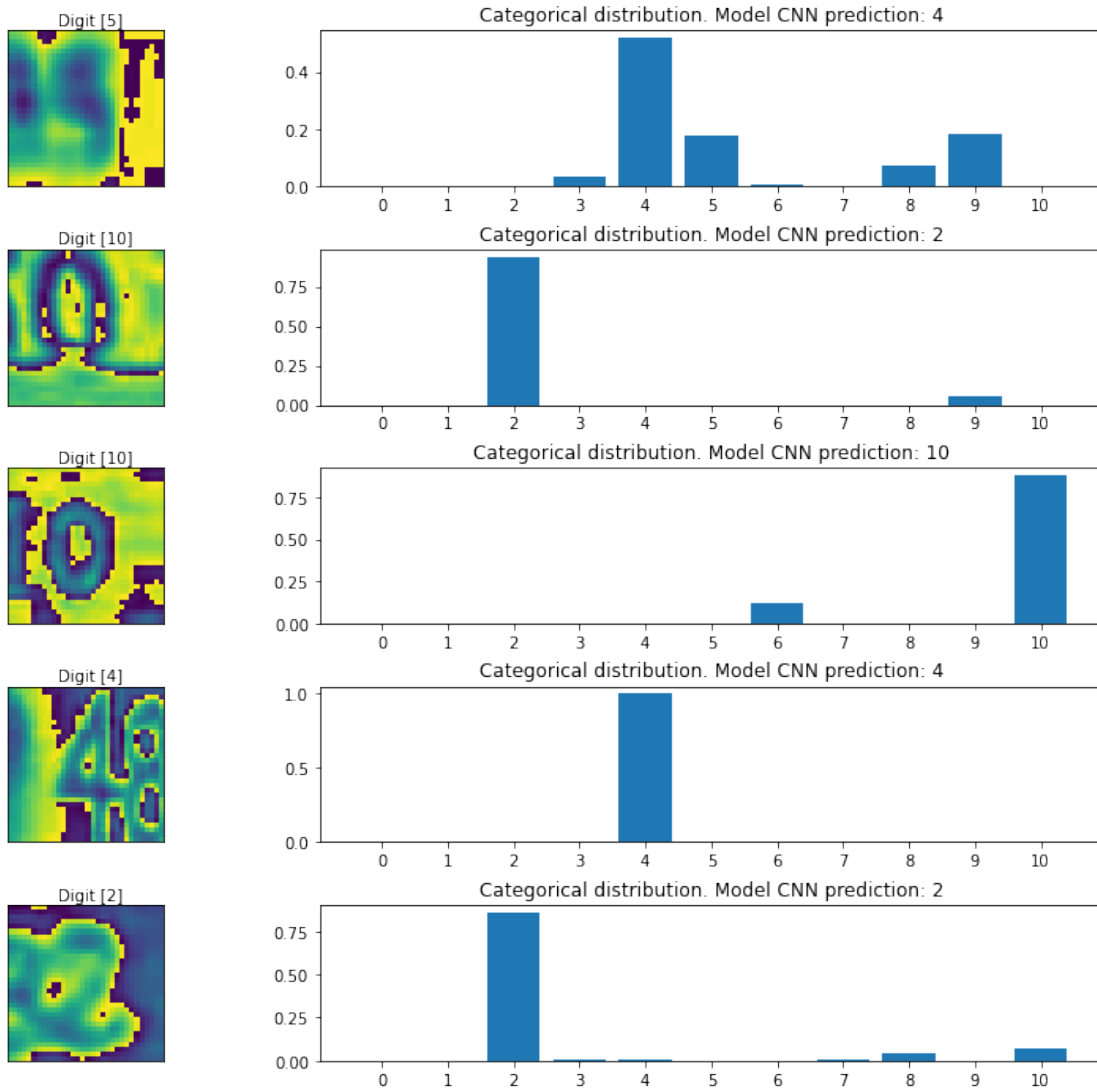 Digit [5]
Categorical distribution. Model CNN prediction: 4
0.4
0.2
0.0
0 1 2 3 4 5 6 7 8 9 10
Digit [10]
Categorical distribution. Model CNN prediction: 2
0.75
0.50
0.25
0.00
0 1 2 3 4 5 6 7 8 9 10
Digit [10]
Categorical distribution. Model CNN prediction: 10
0
0.75
0.50
0.25
0.00
0 1 2 3 4 5 6 7 8 9 10
Digit [4]
Categorical distribution. Model CNN prediction: 4
1.0
0.5
0.0
0 1 2 3 4 5 6 7 8 9 10
Digit [2]
Categorical distribution. Model CNN prediction: 2
0.75
0.50
0.25
0.00
0 1 2 3 4 5 6 7 8 9 10